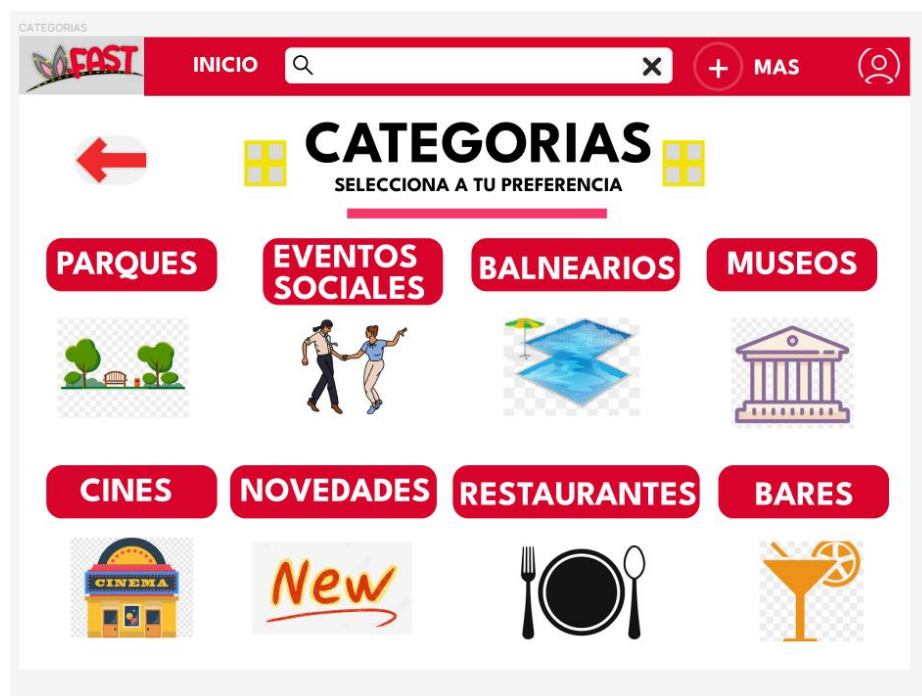 CATEGORIAS
FAST
INICIO
MAS
CATEGORIAS
SELECCIONA A TU PREFERENCIA
PARQUES
EVENTOS
SOCIALES
BALNEARIOS
MUSEOS
CINES
NOVEDADES
RESTAURANTES
BARES
CINEMA
New